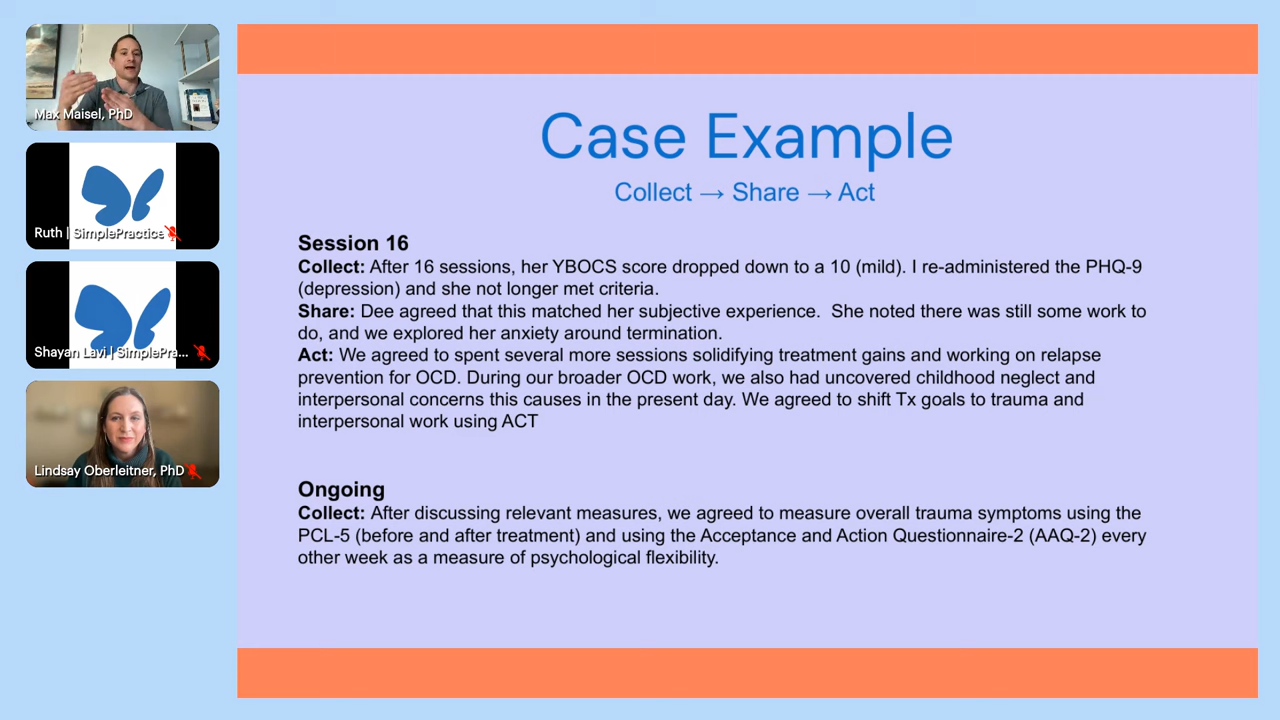 Max Maisel, PhD
Ruth | SimplePractice
Shayan Lavi | SimplePra...
Lindsay Oberleitner, PhD
Case Example
Collect → Share → Act
Session 16
Collect: After 16 sessions, her YBOCS score dropped down to a 10 (mild). I re-administered the PHQ-9
(depression) and she not longer met criteria.
Share: Dee agreed that this matched her subjective experience.  She noted there was still some work to
do, and we explored her anxiety around termination.
Act: We agreed to spent several more sessions solidifying treatment gains and working on relapse
prevention for OCD. During our broader OCD work, we also had uncovered childhood neglect and
interpersonal concerns this causes in the present day. We agreed to shift Tx goals to trauma and
interpersonal work using ACT
Ongoing
Collect: After discussing relevant measures, we agreed to measure overall trauma symptoms using the
PCL-5 (before and after treatment) and using the Acceptance and Action Questionnaire-2 (AAQ-2) every
other week as a measure of psychological flexibility.